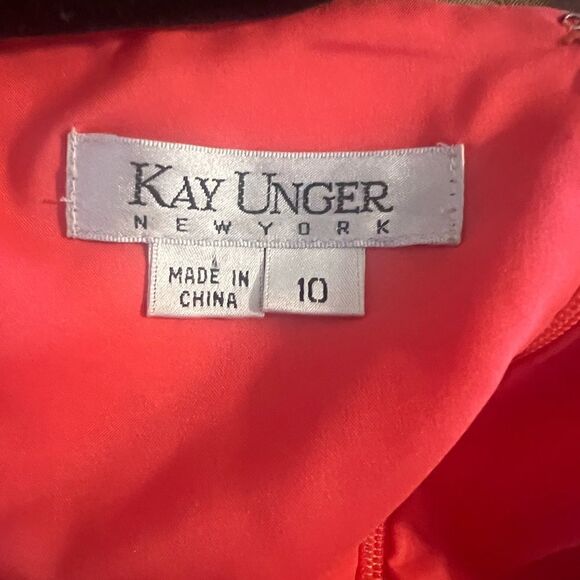 KAY UNGER
NEW YORK
MADE IN
CHINA
10